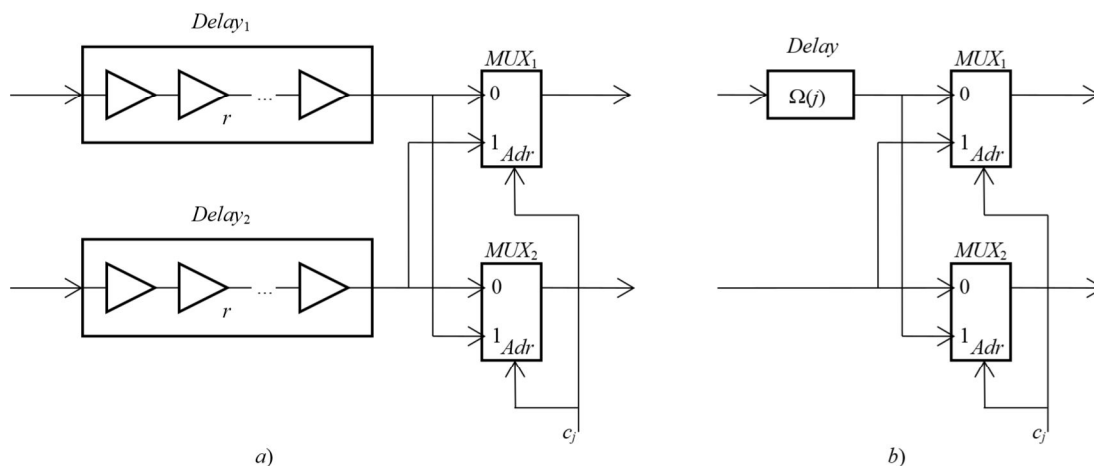 Delay₁
MUX₁
0
...
r
1
Adr
Delay₂
MUX₂
0
...
r
1
Adr
cⱼ
a)
Delay
MUX₁
Ω(j)
0
1
Adr
MUX₂
0
1
Adr
cⱼ
b)